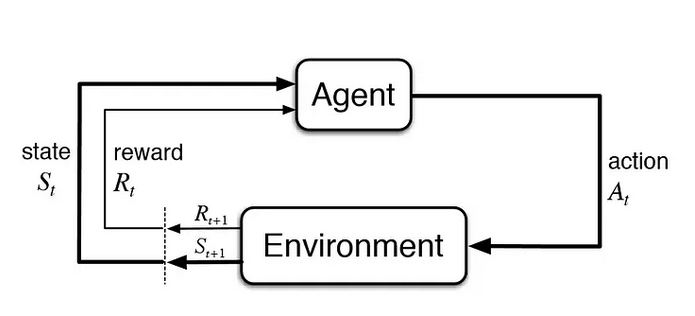 Agent
state
S_t
reward
R_t
action
A_t
R_{t+1}
S_{t+1}
Environment